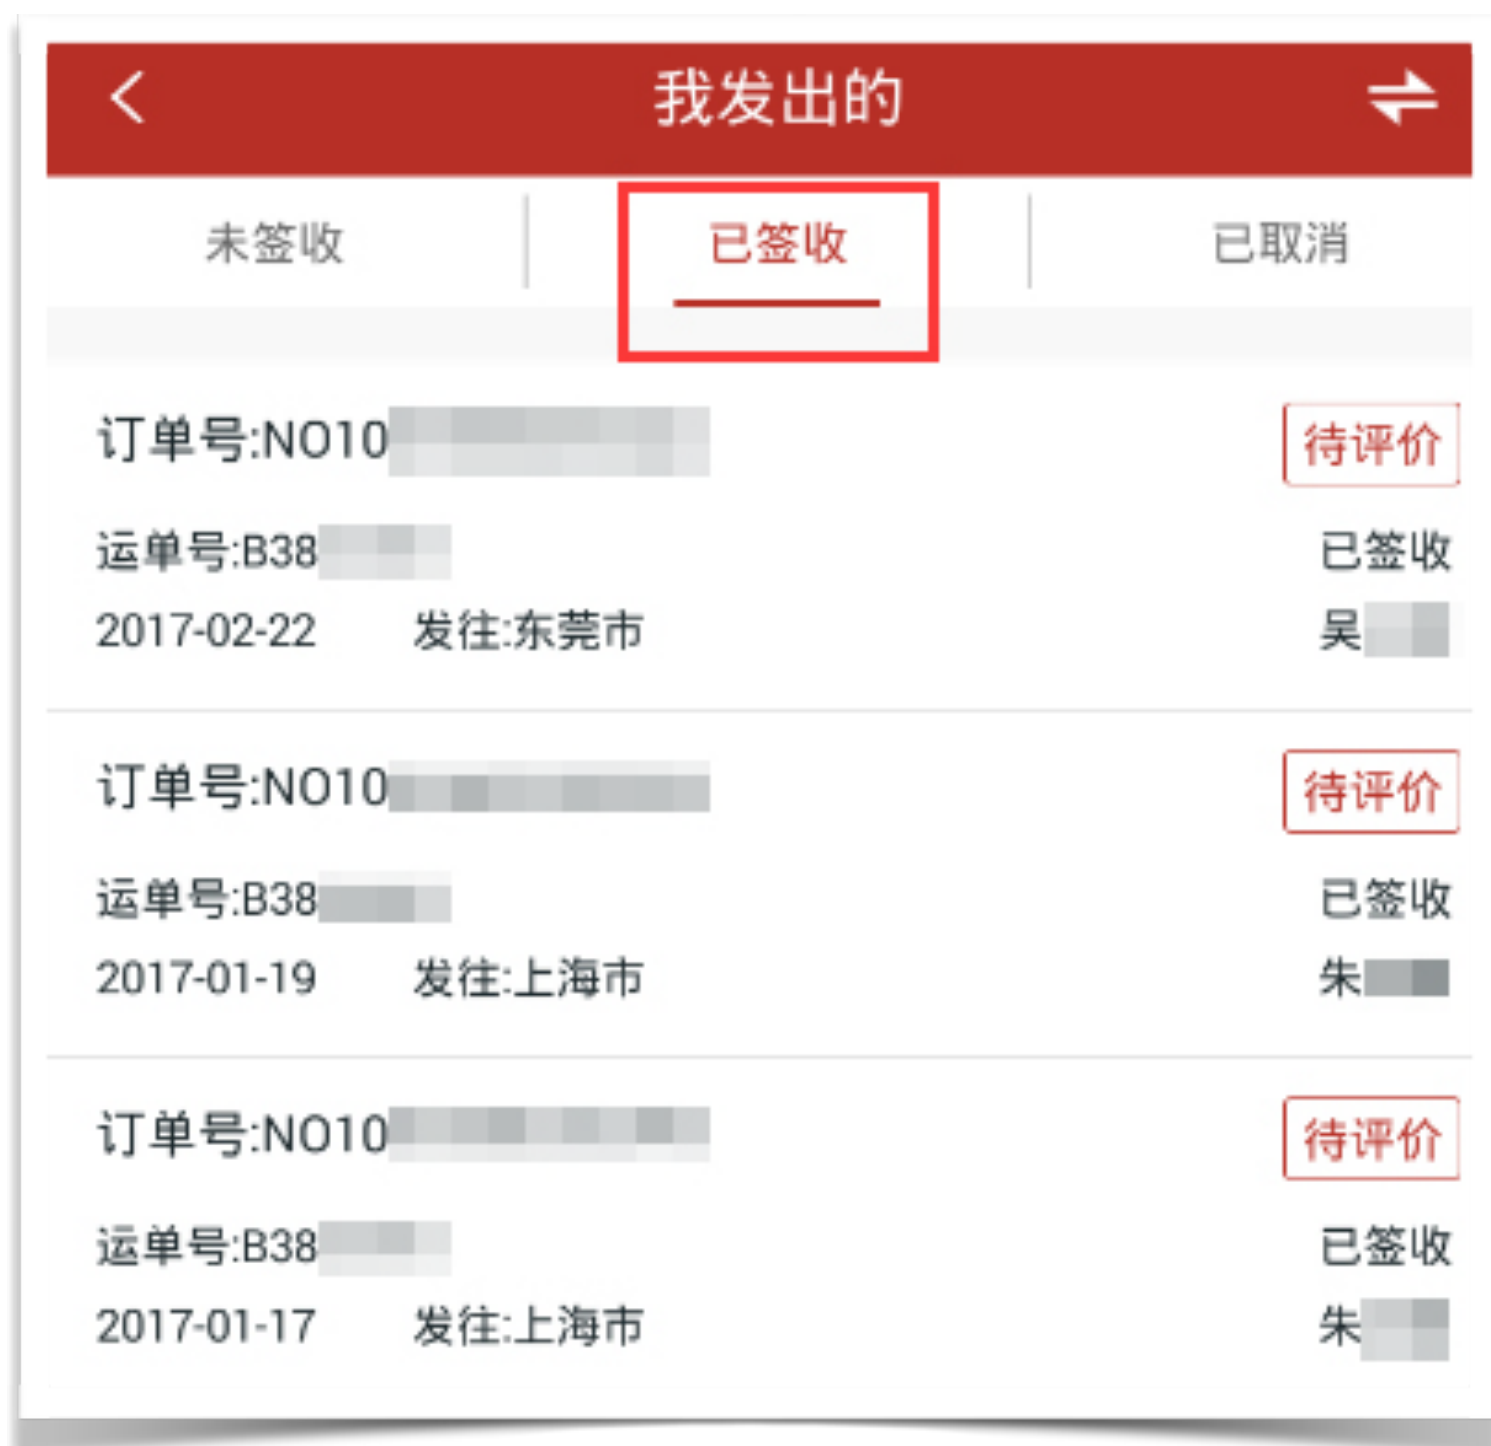 我发出的
未签收 已签收 已取消
订单号:NO10 待评价
运单号:B38 已签收
2017-02-22 发往:东莞市 吴
订单号:NO10 待评价
运单号:B38 已签收
2017-01-19 发往:上海市 朱
订单号:NO10 待评价
运单号:B38 已签收
2017-01-17 发往:上海市 朱